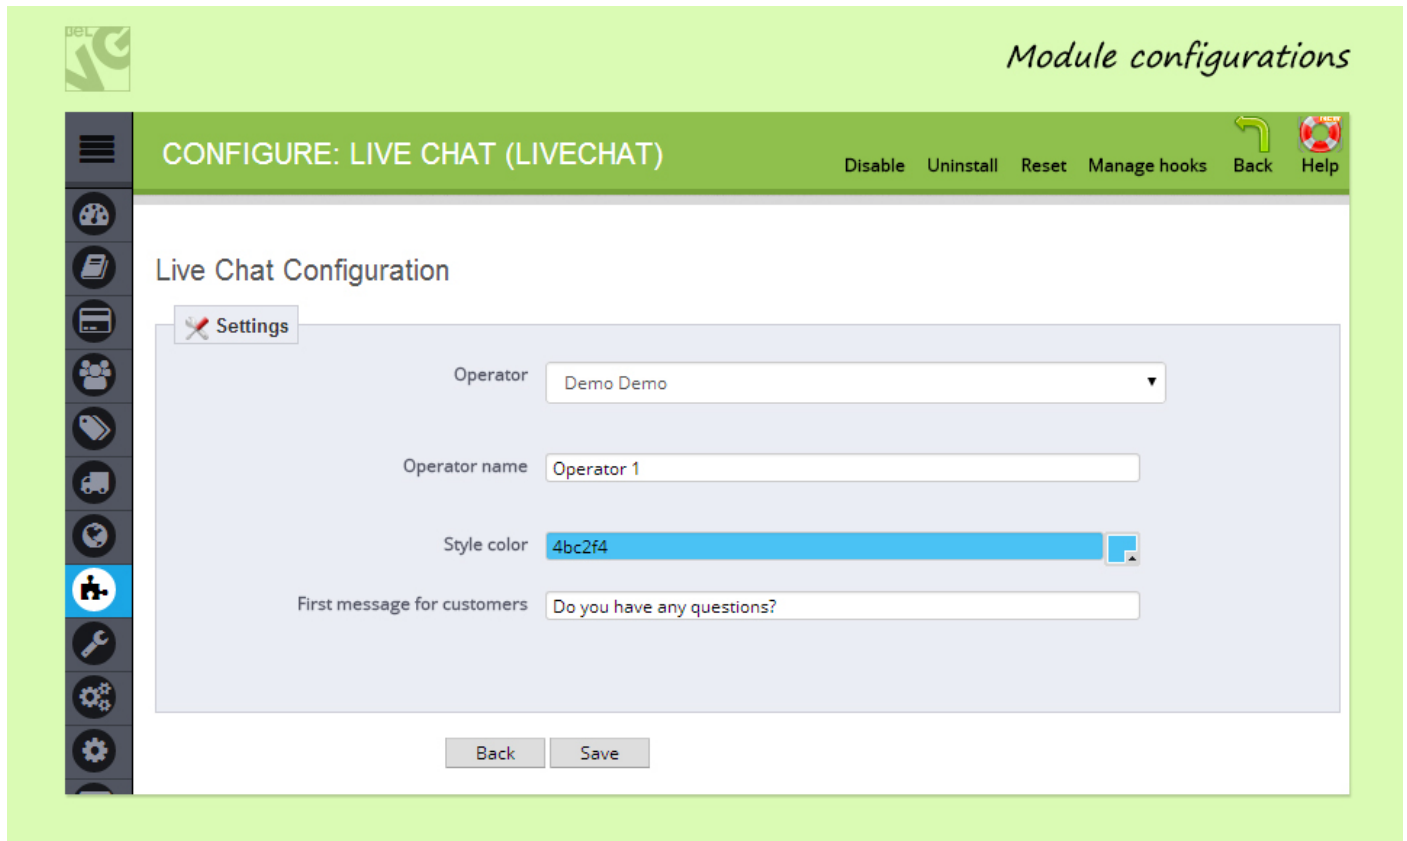 BelVG
Module configurations
CONFIGURE: LIVE CHAT (LIVECHAT)
Disable Uninstall Reset Manage hooks Back Help
NEW
Live Chat Configuration
Settings
Operator Demo Demo
Operator name Operator 1
Style color 4bc2f4
First message for customers Do you have any questions?
Back Save